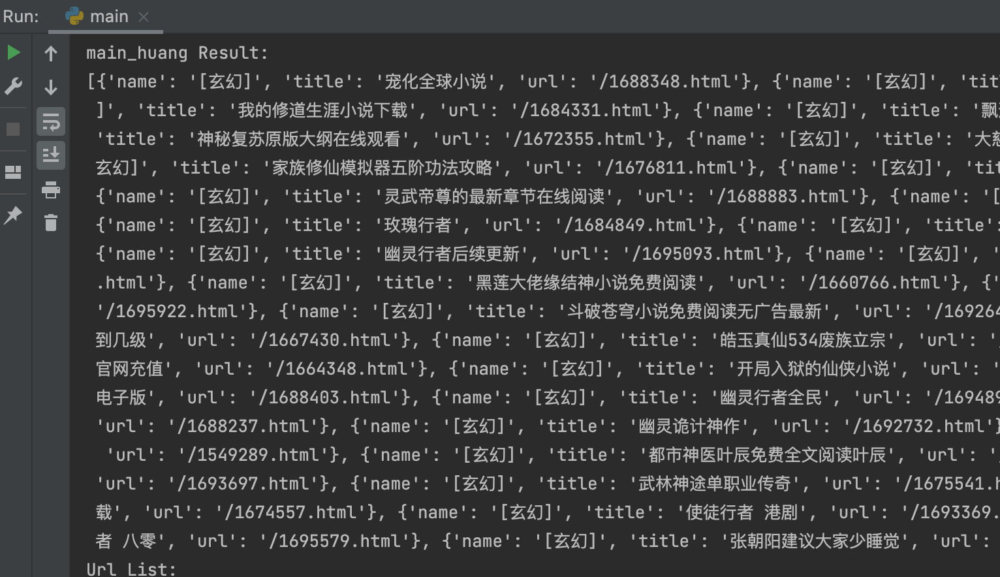 Run: main
main_huang Result:
[{'name': '[玄幻]', 'title': '宠化全球小说', 'url': '/1688348.html'}, {'name': '[玄幻]', 'tit
]', 'title': '我的修道生涯小说下载', 'url': '/1684331.html'}, {'name': '[玄幻]', 'title': '飘
'title': '神秘复苏原版大纲在线观看', 'url': '/1672355.html'}, {'name': '[玄幻]', 'title': '大慈
玄幻]', 'title': '家族修仙模拟器五阶功法攻略', 'url': '/1676811.html'}, {'name': '[玄幻]', 'tit
{'name': '[玄幻]', 'title': '灵武帝尊的最新章节在线阅读', 'url': '/1688883.html'}, {'name': '[
{'name': '[玄幻]', 'title': '玫瑰行者', 'url': '/1684849.html'}, {'name': '[玄幻]', 'title':
{'name': '[玄幻]', 'title': '幽灵行者后续更新', 'url': '/1695093.html'}, {'name': '[玄幻]', '
.html'}, {'name': '[玄幻]', 'title': '黑莲大佬缘结神小说免费阅读', 'url': '/1660766.html'}, {'
'/1695922.html'}, {'name': '[玄幻]', 'title': '斗破苍穹小说免费阅读无广告最新', 'url': '/169264
到几级', 'url': '/1667430.html'}, {'name': '[玄幻]', 'title': '皓玉真仙534废族立宗', 'url': '
官网充值', 'url': '/1664348.html'}, {'name': '[玄幻]', 'title': '开局入狱的仙侠小说', 'url': '
电子版', 'url': '/1688403.html'}, {'name': '[玄幻]', 'title': '幽灵行者全民', 'url': '/169489
'url': '/1688237.html'}, {'name': '[玄幻]', 'title': '幽灵诡计神作', 'url': '/1692732.html'}
'url': '/1549289.html'}, {'name': '[玄幻]', 'title': '都市神医叶辰免费全文阅读叶辰', 'url': '
'url': '/1693697.html'}, {'name': '[玄幻]', 'title': '武林神途单职业传奇', 'url': '/1675541.h
载', 'url': '/1674557.html'}, {'name': '[玄幻]', 'title': '使徒行者 港剧', 'url': '/1693369.
者 八零', 'url': '/1695579.html'}, {'name': '[玄幻]', 'title': '张朝阳建议大家少睡觉', 'url':
Url List: